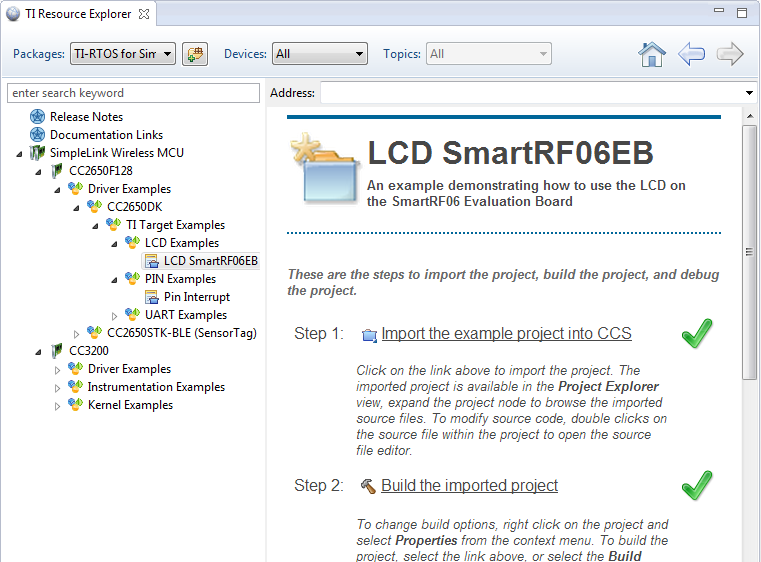 TI Resource Explorer
Packages: TI-RTOS for Sim Devices: All Topics: All
enter search keyword
Address:
Release Notes
Documentation Links
SimpleLink Wireless MCU
CC2650F128
Driver Examples
CC2650DK
TI Target Examples
LCD Examples
LCD SmartRF06EB
PIN Examples
Pin Interrupt
UART Examples
CC2650STK-BLE (SensorTag)
CC3200
Driver Examples
Instrumentation Examples
Kernel Examples
LCD SmartRF06EB
An example demonstrating how to use the LCD on
the SmartRF06 Evaluation Board
These are the steps to import the project, build the project, and debug
the project.
Step 1: Import the example project into CCS
Click on the link above to import the project. The
imported project is available in the Project Explorer
view, expand the project node to browse the imported
source files. To modify source code, double clicks on
the source file within the project to open the source
file editor.
Step 2: Build the imported project
To change build options, right click on the project and
select Properties from the context menu. To build the
project, select the link above, or select the Build